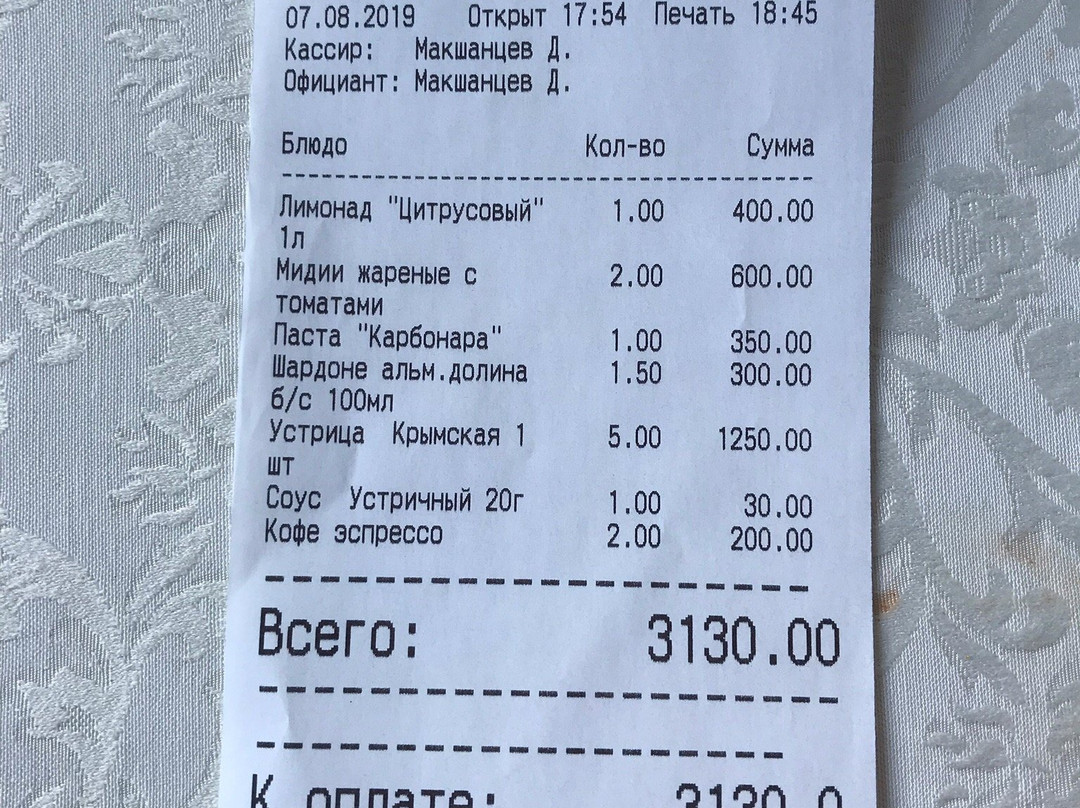 07.08.2019 Открыт 17:54 Печать 18:45
Кассир: Макшанцев Д.
Официант: Макшанцев Д.
Блюдо Кол-во Сумма
Лимонад "Цитрусовый" 1.00 400.00
1л
Мидии жареные с 2.00 600.00
томатами
Паста "Карбонара" 1.00 350.00
Шардоне альм.долина 1.50 300.00
б/с 100мл
Устрица Крымская 1 5.00 1250.00
шт
Соус Устричный 20г 1.00 30.00
Кофе эспрессо 2.00 200.00
Всего: 3130.00
К оплате: 3130.0